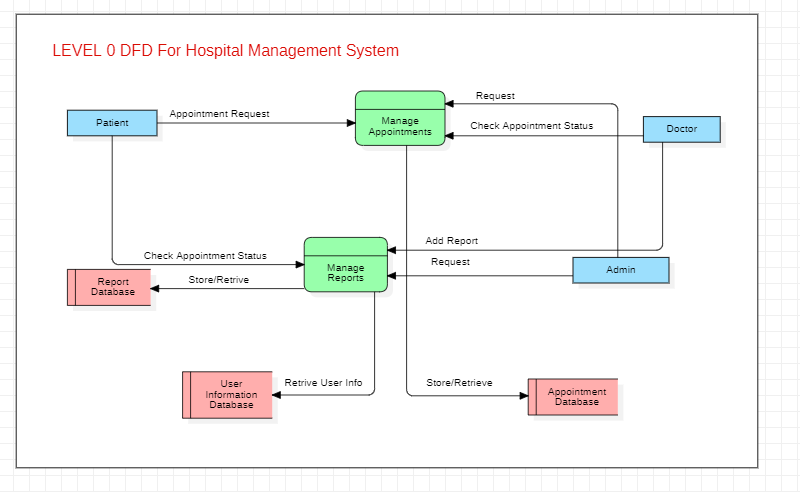 LEVEL 0 DFD For Hospital Management System
Request
Appointment Request
Patient
Manage
Appointments
Check Appointment Status
Doctor
Add Report
Check Appointment Status
Request
Manage
Reports
Admin
Report
Database
Store/Retrive
User
Information
Database
Retrive User Info
Store/Retrieve
Appointment
Database